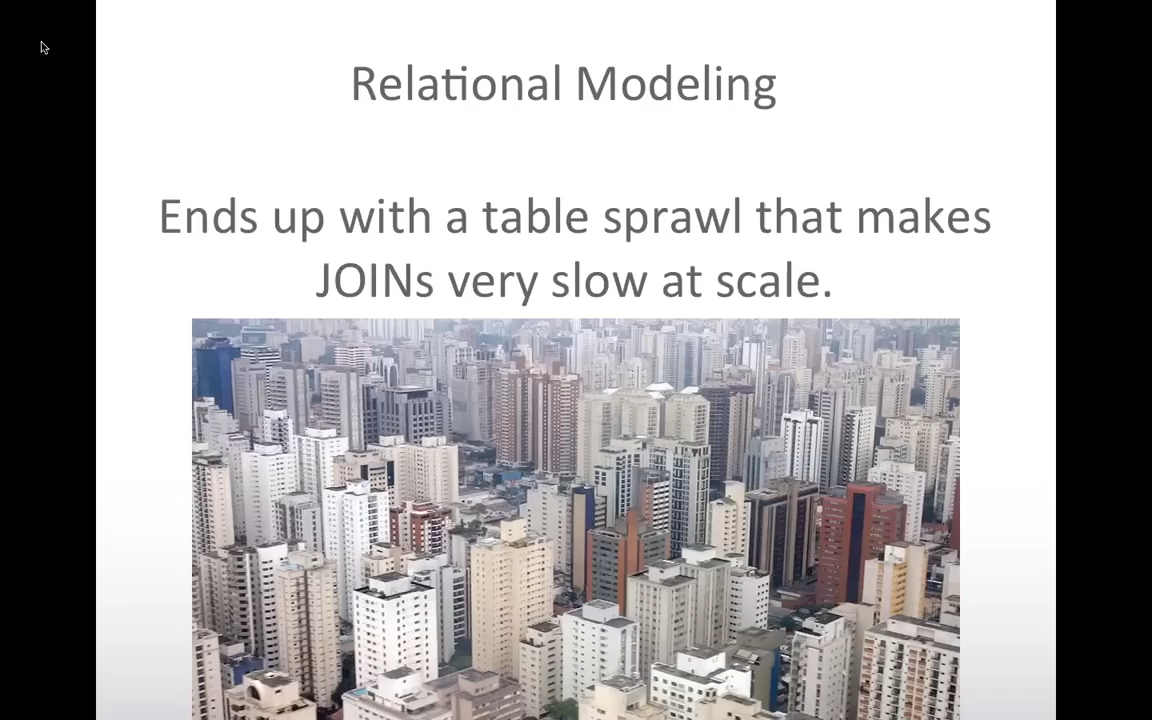 Relational Modeling
Ends up with a table sprawl that makes
JOINs very slow at scale.